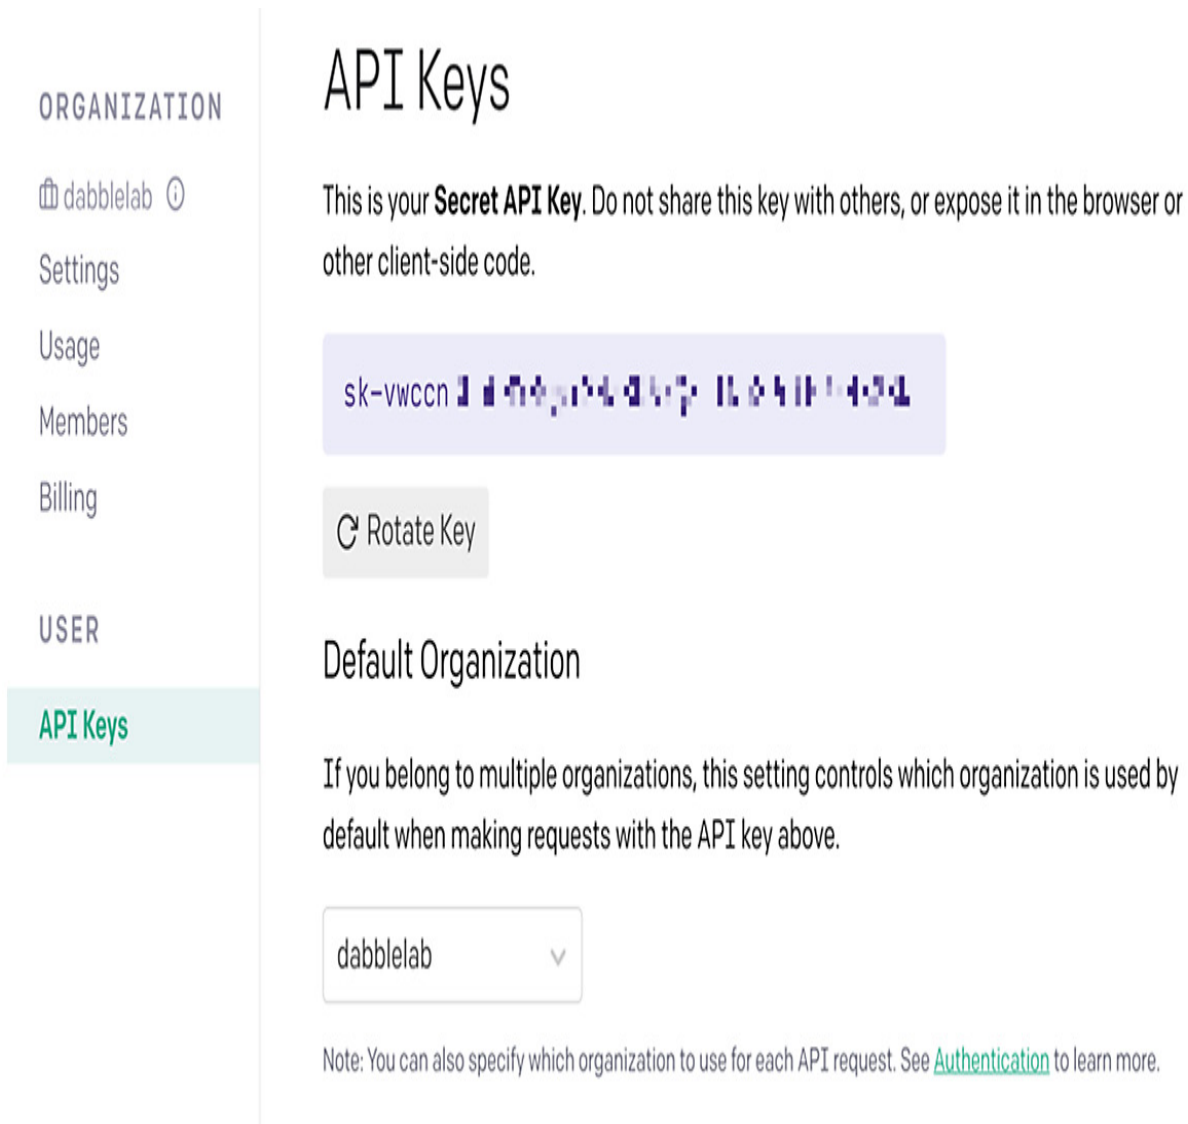 ORGANIZATION
dabblelab
Settings
Usage
Members
Billing
USER
API Keys
API Keys
This is your Secret API Key. Do not share this key with others, or expose it in the browser or
other client-side code.
sk-vwccn
Rotate Key
Default Organization
If you belong to multiple organizations, this setting controls which organization is used by
default when making requests with the API key above.
dabblelab
Note: You can also specify which organization to use for each API request. See Authentication to learn more.